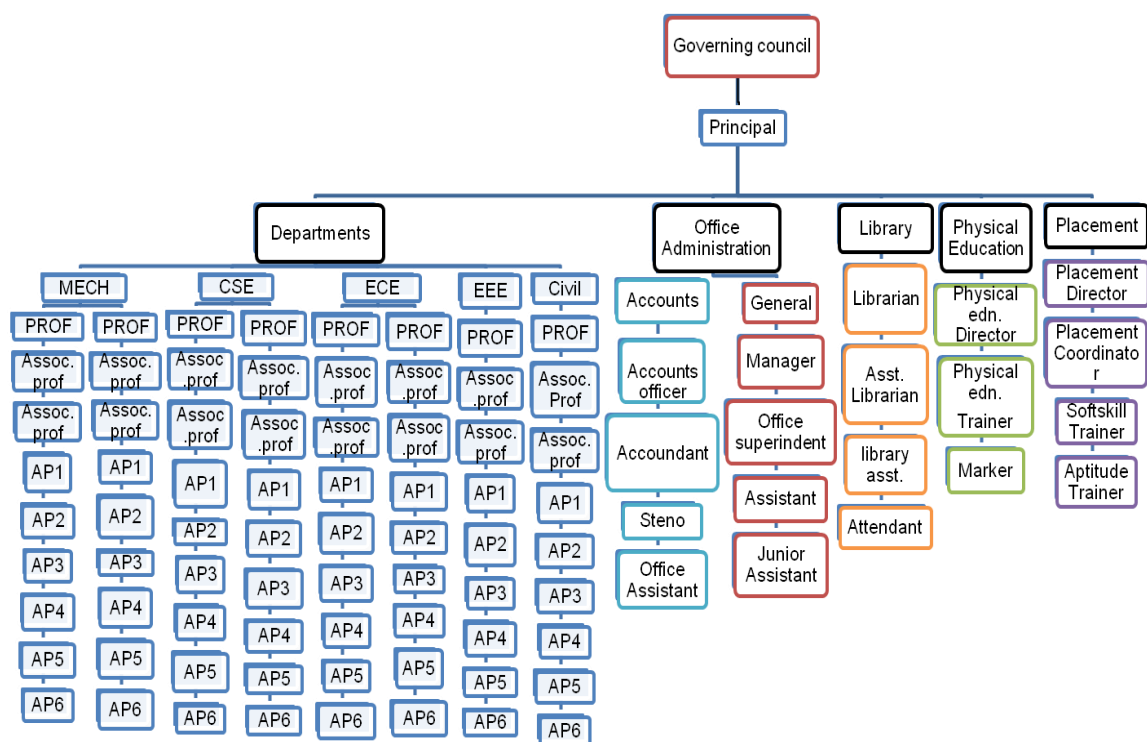 Governing council
Principal
Departments
Office
Administration
Library
Physical
Education
Placement
MECH
CSE
ECE
EEE
Civil
PROF
Assoc.
prof
Assoc.
prof
AP1
AP2
AP3
AP4
AP5
AP6
PROF
Assoc.
prof
Assoc.
prof
AP1
AP2
AP3
AP4
AP5
AP6
PROF
Assoc
.prof
Assoc
.prof
AP1
AP2
AP3
AP4
AP5
AP6
PROF
Assoc.
prof
Assoc
.prof
AP1
AP2
AP3
AP4
AP5
AP6
PROF
Assoc
.prof
Assoc
.prof
AP1
AP2
AP3
AP4
AP5
AP6
PROF
Assoc
.prof
Assoc
.prof
AP1
AP2
AP3
AP4
AP5
AP6
PROF
Assoc
.prof
Assoc.
prof
AP1
AP2
AP3
AP4
AP5
AP6
PROF
Assoc
Prof
Assoc.
prof
AP1
AP2
AP3
AP4
AP5
AP6
Accounts
Accounts
officer
Accoundant
Steno
Office
Assistant
General
Manager
Office
superindent
Assistant
Junior
Assistant
Librarian
Asst.
Librarian
library
asst.
Attendant
Physical
edn.
Director
Physical
edn.
Trainer
Marker
Placement
Director
Placement
Coordinato
r
Softskill
Trainer
Aptitude
Trainer